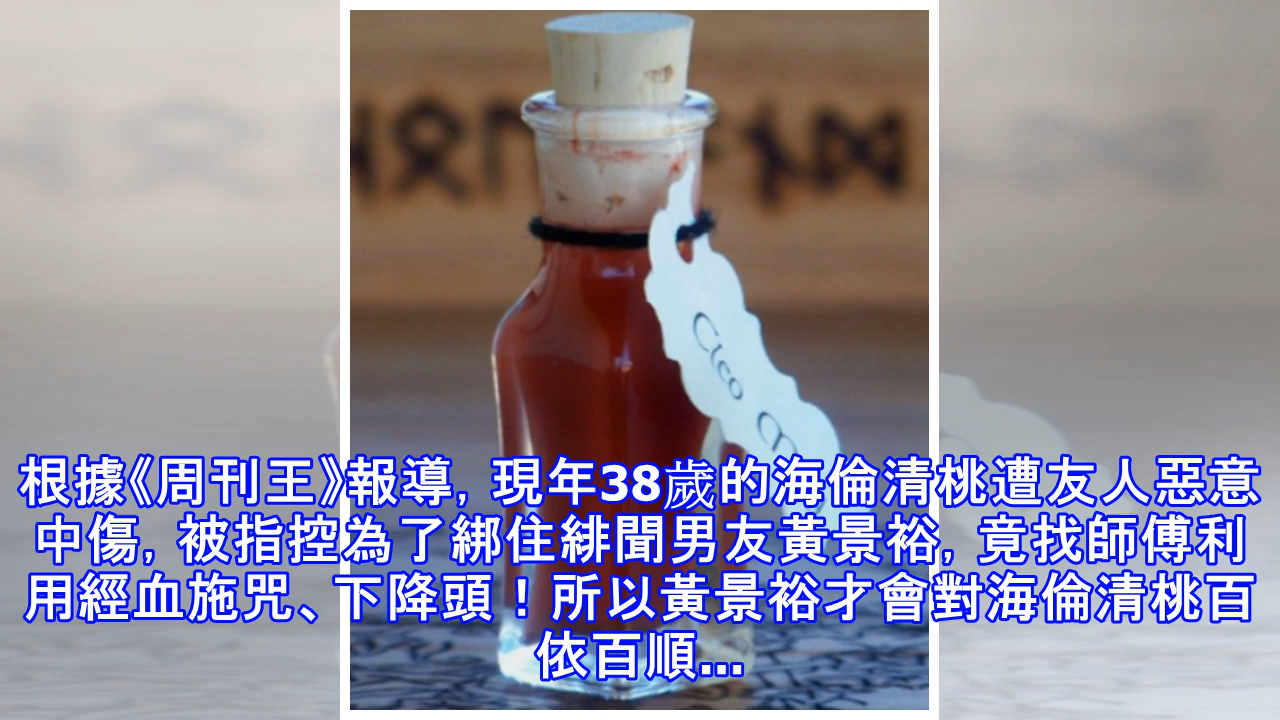 Cleo
根據《周刊王》報導, 現年38歲的海倫清桃遭友人惡意
中傷, 被指控為了綁住緋聞男友黃景裕, 竟找師傅利
用經血施咒、下降頭！所以黃景裕才會對海倫清桃百
依百順...